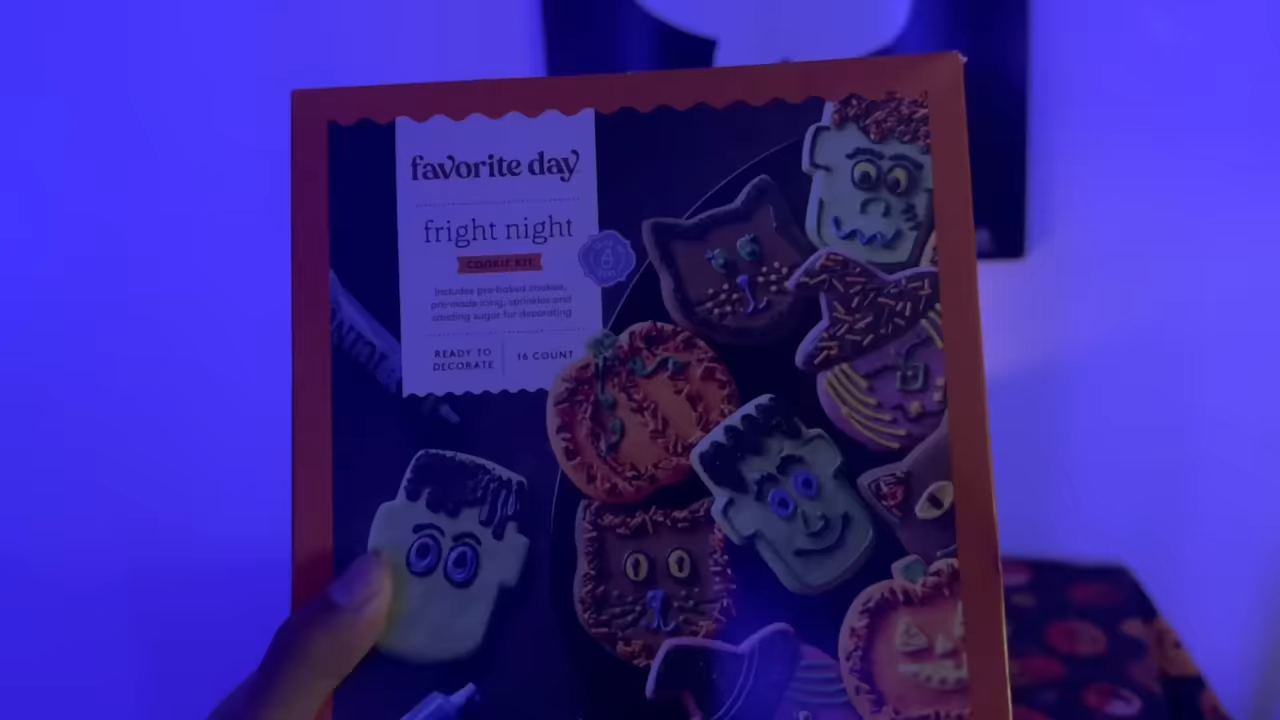 favorite day
fright night
COOKIE KIT
Includes pre-baked cookies,
pre-made icing, sprinkles and
sanding sugar for decorating
READY TO
DECORATE
16 COUNT